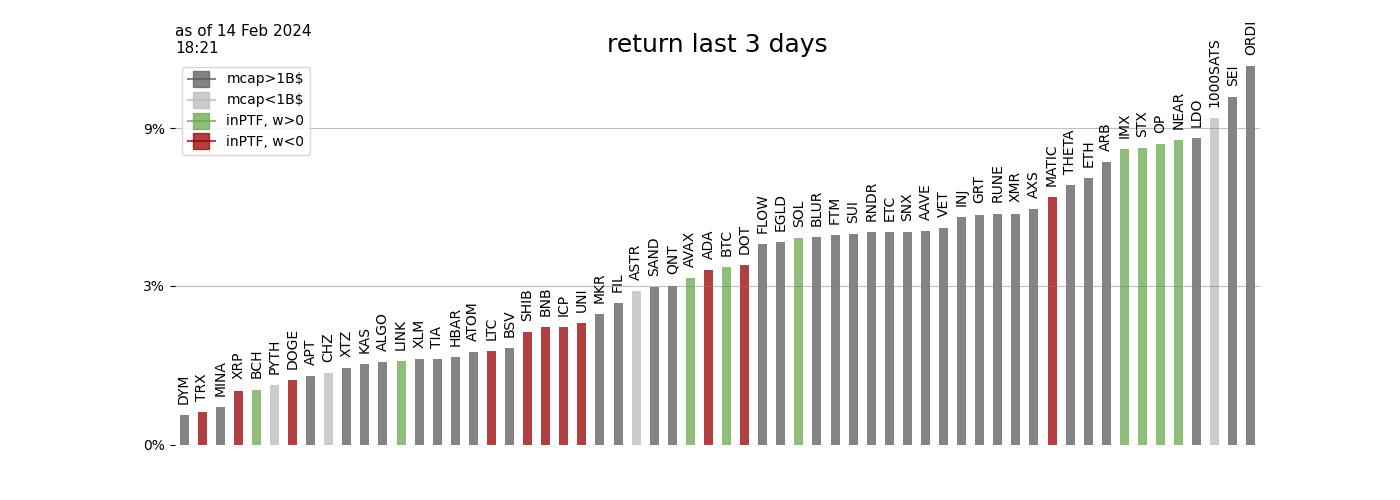 as of 14 Feb 2024
18:21
return last 3 days
mcap>1B$
mcap<1B$
inPTF, w>0
inPTF, w<0
9%
3%
0%
DYM
TRX
MINA
XRP
BCH
PYTH
DOGE
APT
CHZ
XTZ
KAS
ALGO
LINK
XLM
TIA
HBAR
ATOM
LTC
BSV
SHIB
BNB
ICP
UNI
MKR
FIL
ASTR
SAND
QNT
AVAX
ADA
BTC
DOT
FLOW
EGLD
SOL
BLUR
FTM
SUI
RNDR
ETC
SNX
AAVE
VET
INJ
GRT
RUNE
XMR
AXS
MATIC
THETA
ETH
ARB
IMX
STX
OP
NEAR
LDO
1000SATS
SEI
ORDI